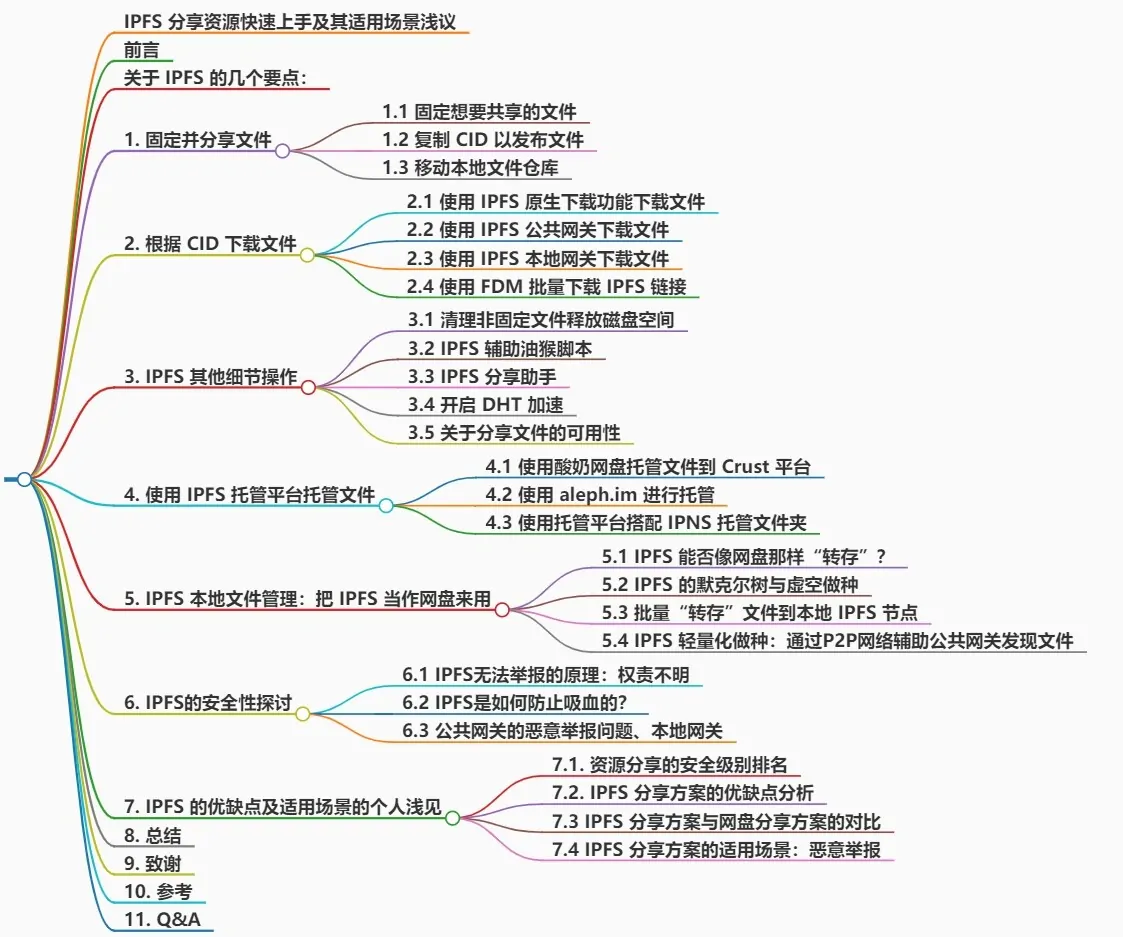 IPFS 分享资源快速上手及其适用场景浅议
前言
关于 IPFS 的几个要点：
1. 固定并分享文件
1.1 固定想要共享的文件
1.2 复制 CID 以发布文件
1.3 移动本地文件仓库
2. 根据 CID 下载文件
2.1 使用 IPFS 原生下载功能下载文件
2.2 使用 IPFS 公共网关下载文件
2.3 使用 IPFS 本地网关下载文件
2.4 使用 FDM 批量下载 IPFS 链接
3. IPFS 其他细节操作
3.1 清理非固定文件释放磁盘空间
3.2 IPFS 辅助油猴脚本
3.3 IPFS 分享助手
3.4 开启 DHT 加速
3.5 关于分享文件的可用性
4. 使用 IPFS 托管平台托管文件
4.1 使用酸奶网盘托管文件到 Crust 平台
4.2 使用 aleph.im 进行托管
4.3 使用托管平台搭配 IPNS 托管文件夹
5. IPFS 本地文件管理：把 IPFS 当作网盘来用
5.1 IPFS 能否像网盘那样“转存”？
5.2 IPFS 的默克尔树与虚空做种
5.3 批量“转存”文件到本地 IPFS 节点
5.4 IPFS 轻量化做种：通过P2P网络辅助公共网关发现文件
6. IPFS的安全性探讨
6.1 IPFS无法举报的原理：权责不明
6.2 IPFS是如何防止吸血的?
6.3 公共网关的恶意举报问题、本地网关
7. IPFS 的优缺点及适用场景的个人浅见
7.1. 资源分享的安全级别排名
7.2. IPFS 分享方案的优缺点分析
7.3 IPFS 分享方案与网盘分享方案的对比
7.4 IPFS 分享方案的适用场景：恶意举报
8. 总结
9. 致谢
10. 参考
11. Q&A